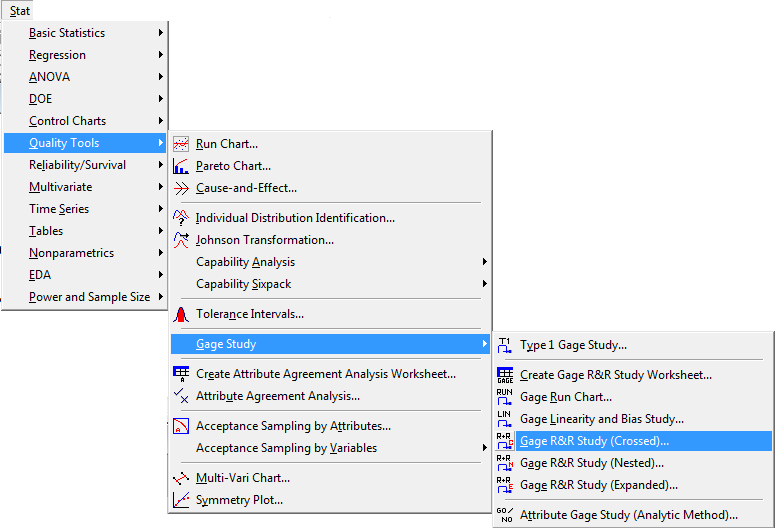 Stat
Basic Statistics
Regression
ANOVA
DOE
Control Charts
Quality Tools
Reliability/Survival
Multivariate
Time Series
Tables
Nonparametrics
EDA
Power and Sample Size
Run Chart...
Pareto Chart...
Cause-and-Effect...
Individual Distribution Identification...
Johnson Transformation...
Capability Analysis
Capability Sixpack
Tolerance Intervals...
Gage Study
Create Attribute Agreement Analysis Worksheet...
Attribute Agreement Analysis...
Acceptance Sampling by Attributes...
Acceptance Sampling by Variables
Multi-Vari Chart...
Symmetry Plot...
T1 Type 1 Gage Study...
GAGE Create Gage R&R Study Worksheet...
RUN Gage Run Chart...
LIN Gage Linearity and Bias Study...
R+R C Gage R&R Study (Crossed)...
R+R N Gage R&R Study (Nested)...
R+R E Gage R&R Study (Expanded)...
GO/NO Attribute Gage Study (Analytic Method)...